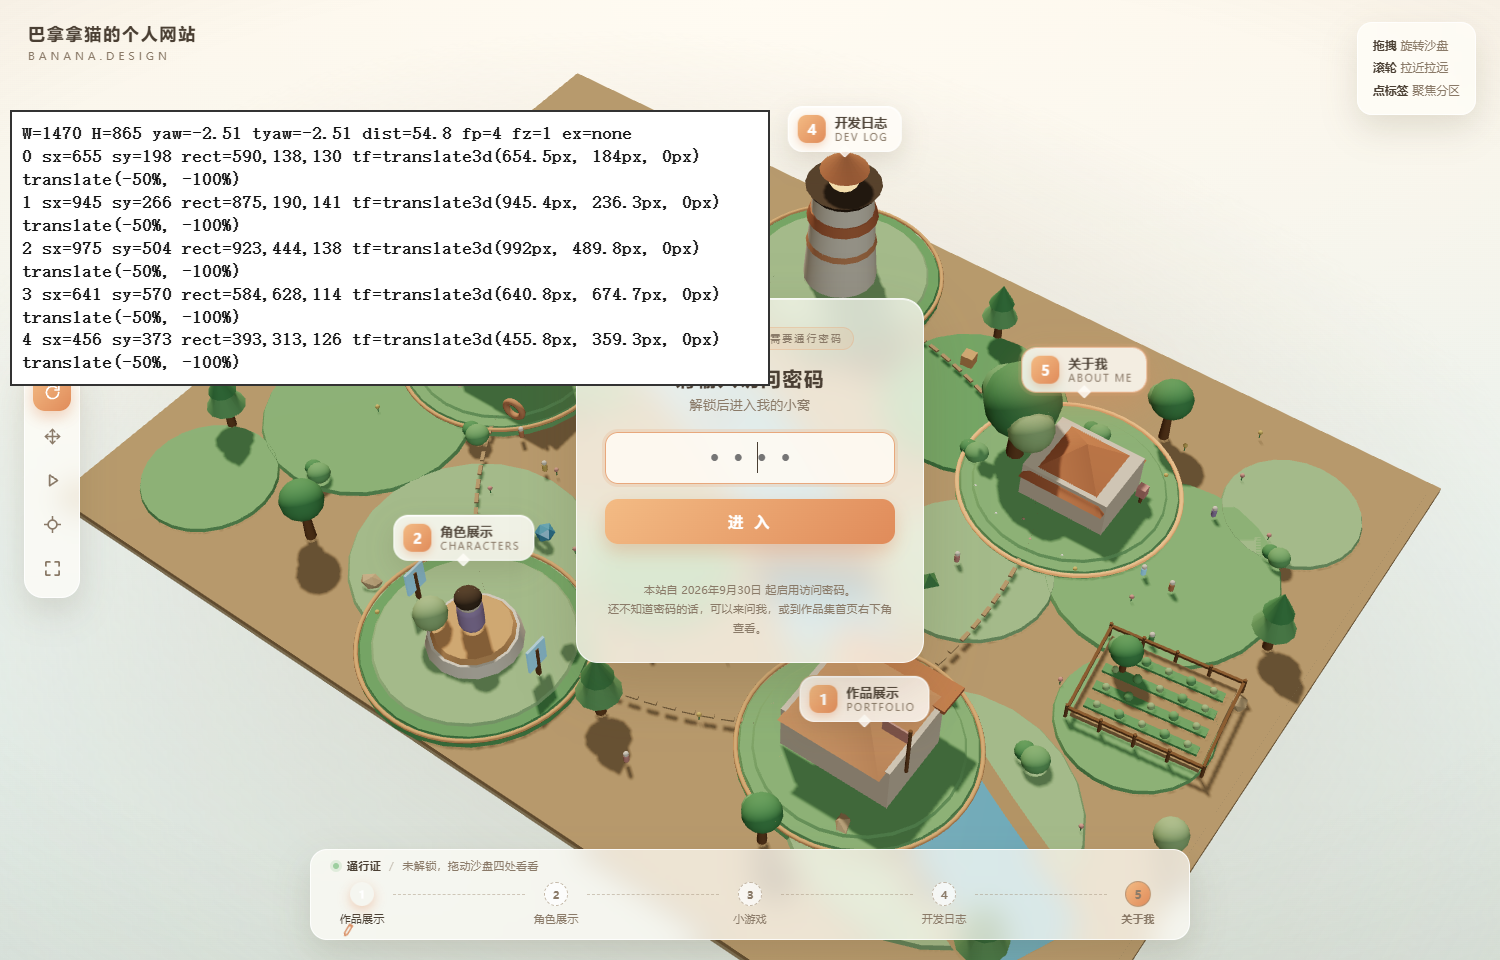 巴拿拿猫的个人网站
BANANA.DESIGN
拖拽 旋转沙盘
滚轮 拉近拉远
点标签 聚焦分区
W=1470 H=865 yaw=-2.51 tyaw=-2.51 dist=54.8 fp=4 fz=1 ex=none
0 sx=655 sy=198 rect=590,138,130 tf=translate3d(654.5px, 184px, 0px)
translate(-50%, -100%)
1 sx=945 sy=266 rect=875,190,141 tf=translate3d(945.4px, 236.3px, 0px)
translate(-50%, -100%)
2 sx=975 sy=504 rect=923,444,138 tf=translate3d(992px, 489.8px, 0px)
translate(-50%, -100%)
3 sx=641 sy=570 rect=584,628,114 tf=translate3d(640.8px, 674.7px, 0px)
translate(-50%, -100%)
4 sx=456 sy=373 rect=393,313,126 tf=translate3d(455.8px, 359.3px, 0px)
translate(-50%, -100%)
4 开发日志
DEV LOG
需要通行密码
密码
解锁后进入我的小窝
进 入
本站自 2026年9月30日 起启用访问密码。
还不知道密码的话，可以来问我，或到作品集首页右下角
查看。
5 关于我
ABOUT ME
2 角色展示
CHARACTERS
1 作品展示
PORTFOLIO
通行证 / 未解锁，拖动沙盘四处看看
1 2 3 4 5
作品展示 角色展示 小游戏 开发日志 关于我